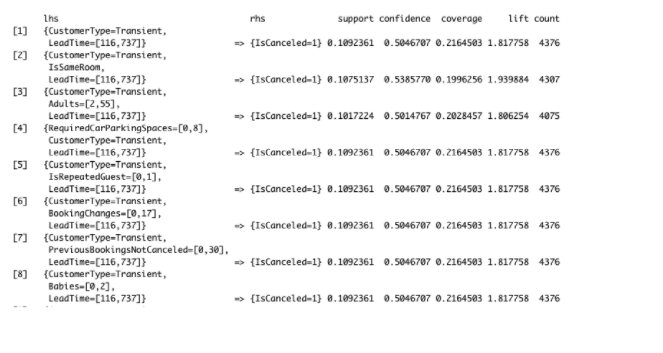 lhs rhs support confidence coverage lift count
[1] {CustomerType=Transient,
LeadTime=[116,737]} => {IsCanceled=1} 0.1092361 0.5046707 0.2164503 1.817758 4376
[2] {CustomerType=Transient,
IsSameRoom,
LeadTime=[116,737]} => {IsCanceled=1} 0.1075137 0.5385770 0.1996256 1.939884 4307
[3] {CustomerType=Transient,
Adults=[2,55],
LeadTime=[116,737]} => {IsCanceled=1} 0.1017224 0.5014767 0.2028457 1.806254 4075
[4] {RequiredCarParkingSpaces=[0,8],
CustomerType=Transient,
LeadTime=[116,737]} => {IsCanceled=1} 0.1092361 0.5046707 0.2164503 1.817758 4376
[5] {CustomerType=Transient,
IsRepeatedGuest=[0,1],
LeadTime=[116,737]} => {IsCanceled=1} 0.1092361 0.5046707 0.2164503 1.817758 4376
[6] {CustomerType=Transient,
BookingChanges=[0,17],
LeadTime=[116,737]} => {IsCanceled=1} 0.1092361 0.5046707 0.2164503 1.817758 4376
[7] {CustomerType=Transient,
PreviousBookingsNotCanceled=[0,30],
LeadTime=[116,737]} => {IsCanceled=1} 0.1092361 0.5046707 0.2164503 1.817758 4376
[8] {CustomerType=Transient,
Babies=[0,2],
LeadTime=[116,737]} => {IsCanceled=1} 0.1092361 0.5046707 0.2164503 1.817758 4376